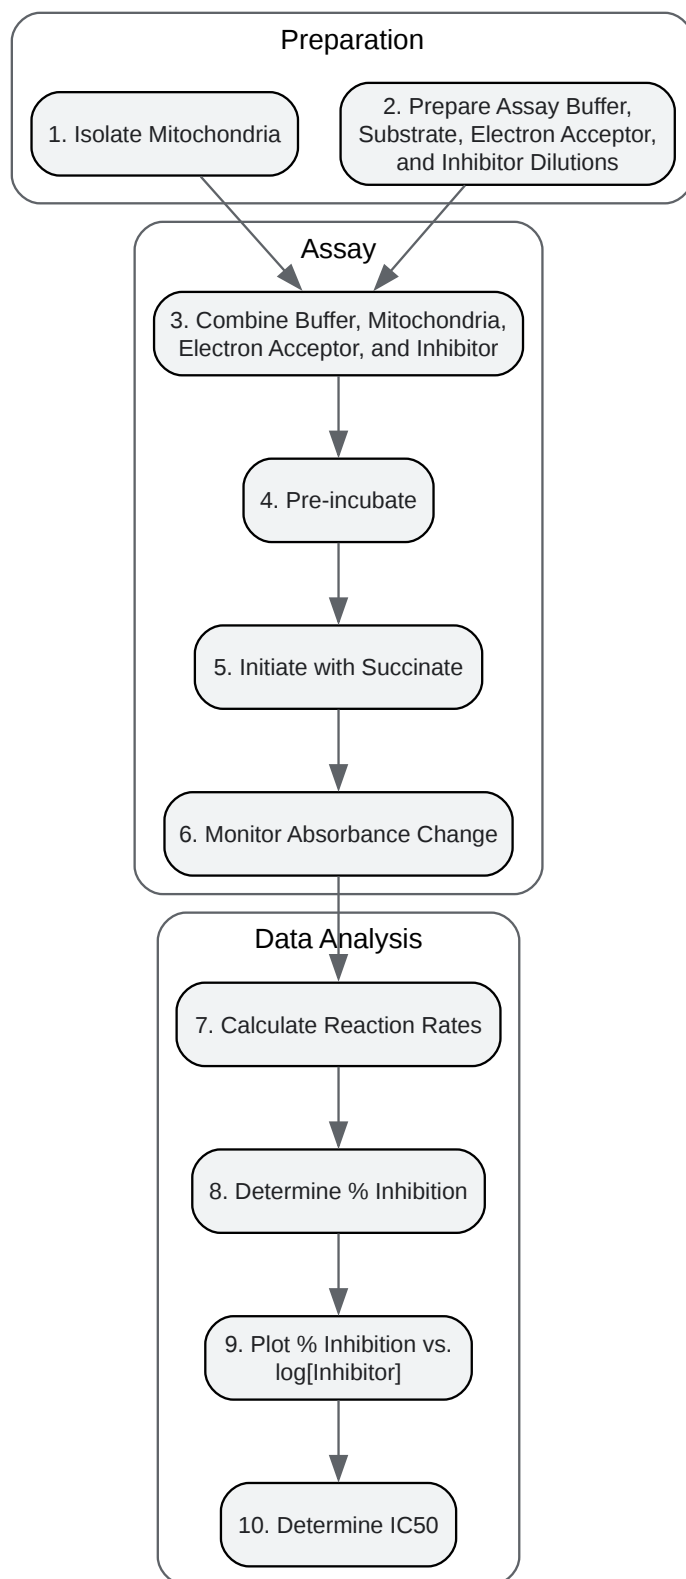 Preparation
1. Isolate Mitochondria
2. Prepare Assay Buffer,
Substrate, Electron Acceptor,
and Inhibitor Dilutions
Assay
3. Combine Buffer, Mitochondria,
Electron Acceptor, and Inhibitor
4. Pre-incubate
5. Initiate with Succinate
6. Monitor Absorbance Change
Data Analysis
7. Calculate Reaction Rates
8. Determine % Inhibition
9. Plot % Inhibition vs.
log[Inhibitor]
10. Determine IC50